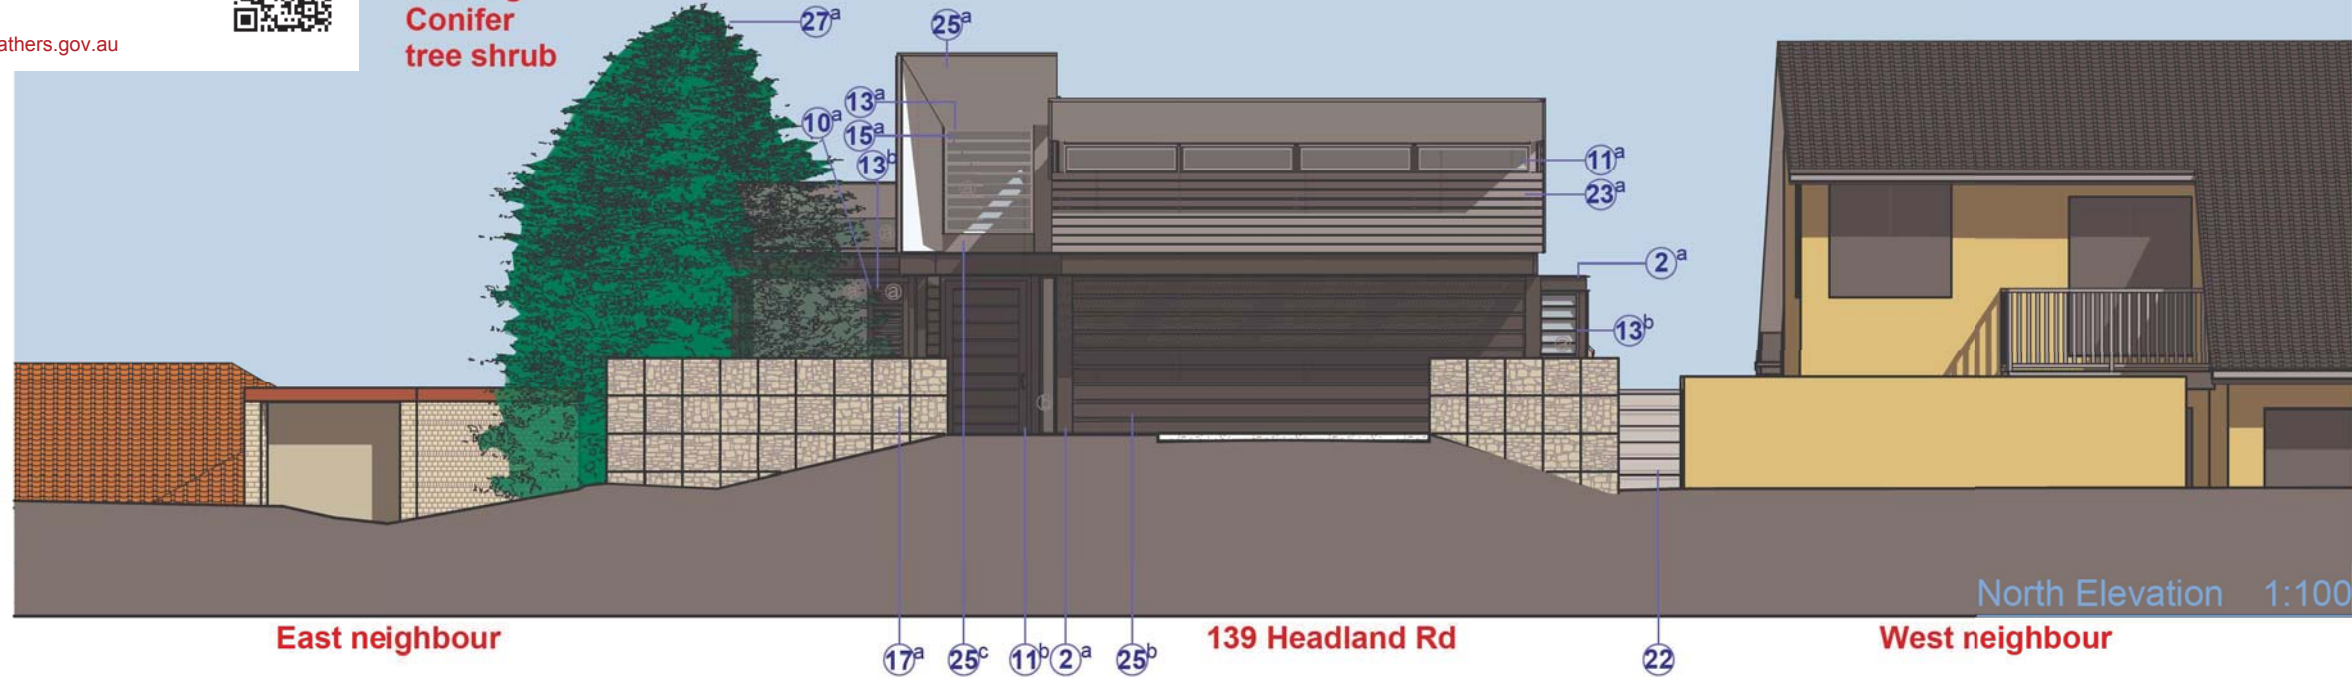 athers.gov.au
Conifer
tree shrub
27a
25a
13a
10a
15a
13b
11a
23a
2a
13b
a
a
a
a
b
North Elevation 1:100
East neighbour
139 Headland Rd
West neighbour
17a
25c
11b
2a
25b
22